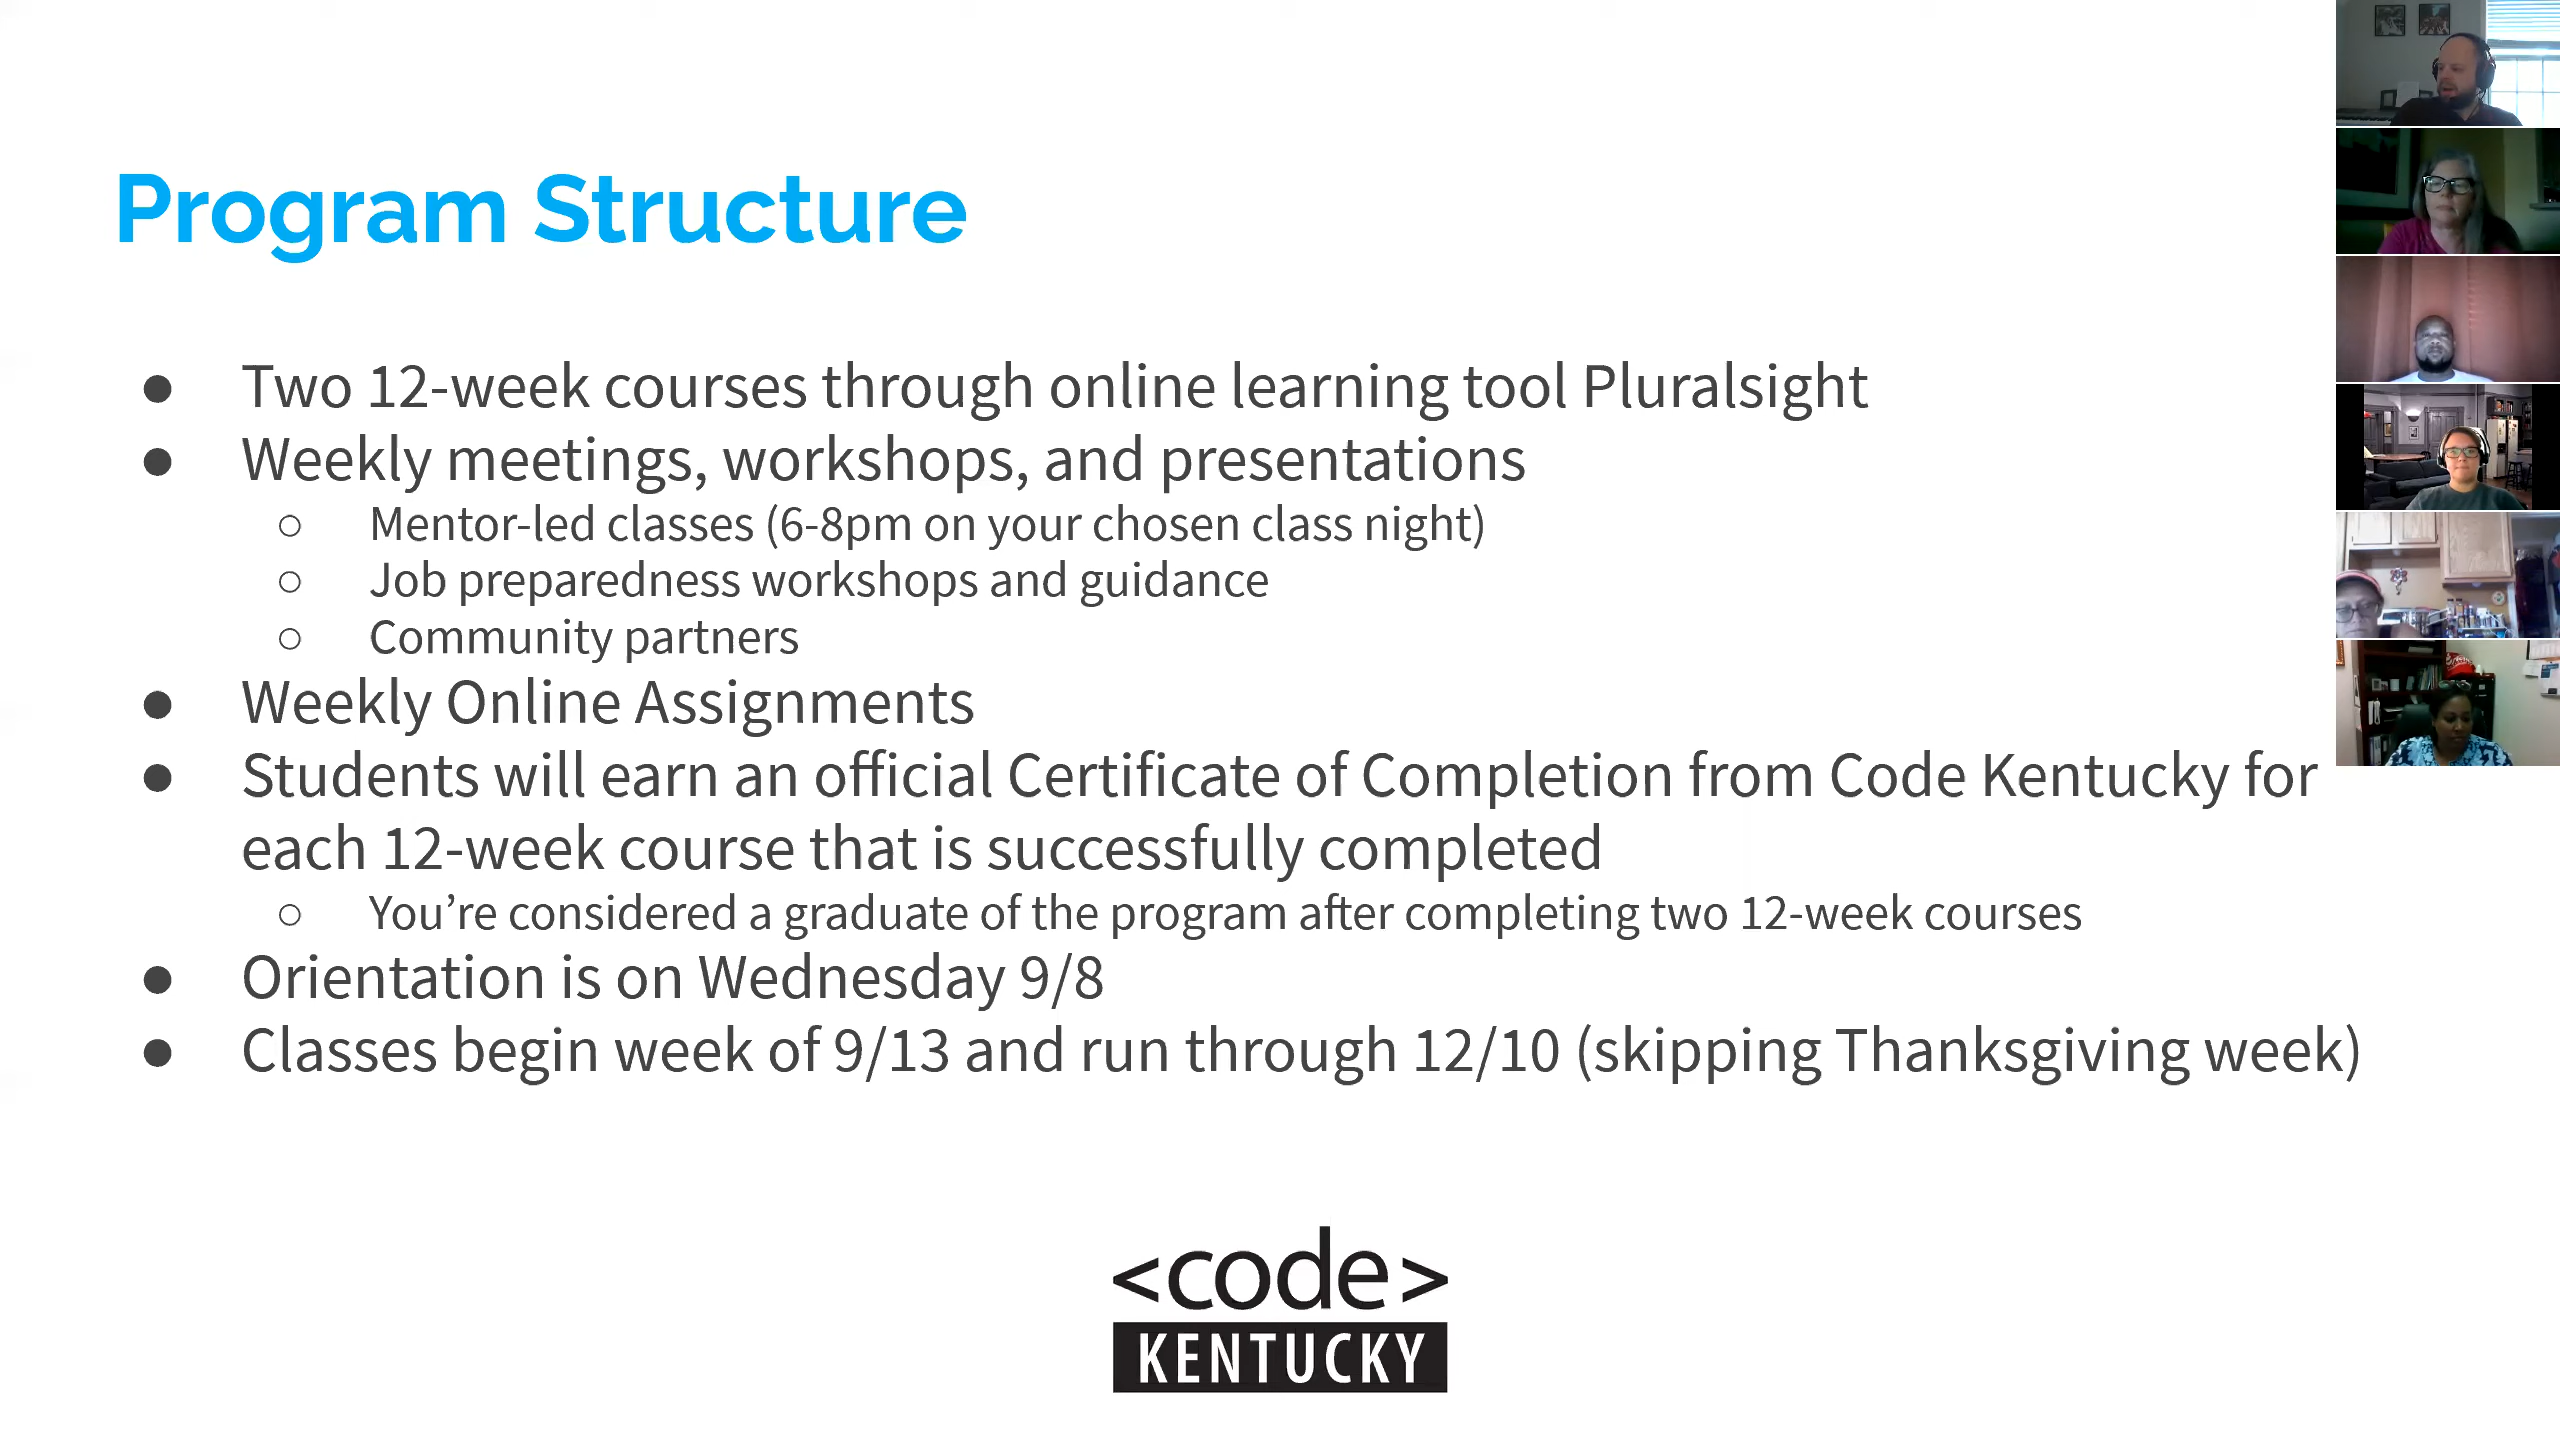 Program Structure
● Two 12-week courses through online learning tool Pluralsight
● Weekly meetings, workshops, and presentations
○ Mentor-led classes (6-8pm on your chosen class night)
○ Job preparedness workshops and guidance
○ Community partners
● Weekly Online Assignments
● Students will earn an official Certificate of Completion from Code Kentucky for
each 12-week course that is successfully completed
○ You’re considered a graduate of the program after completing two 12-week courses
● Orientation is on Wednesday 9/8
● Classes begin week of 9/13 and run through 12/10 (skipping Thanksgiving week)
<code>
KENTUCKY